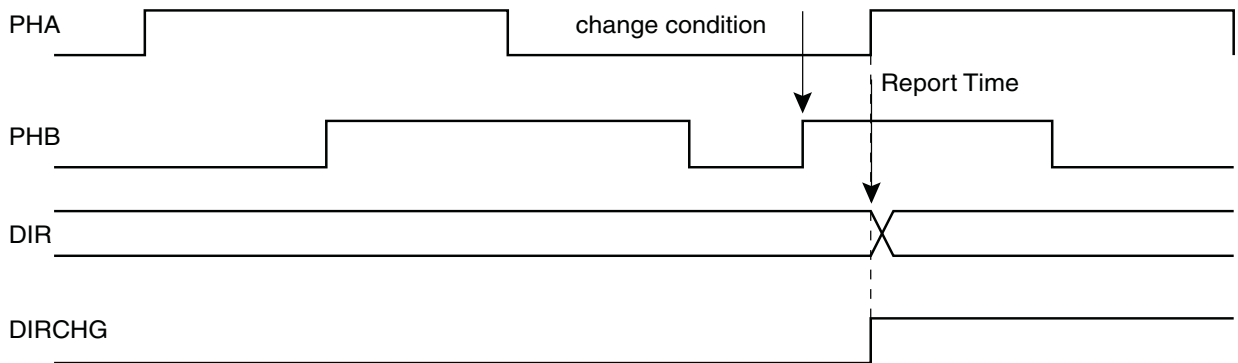 PHA
change condition
Report Time
PHB
DIR
DIRCHG